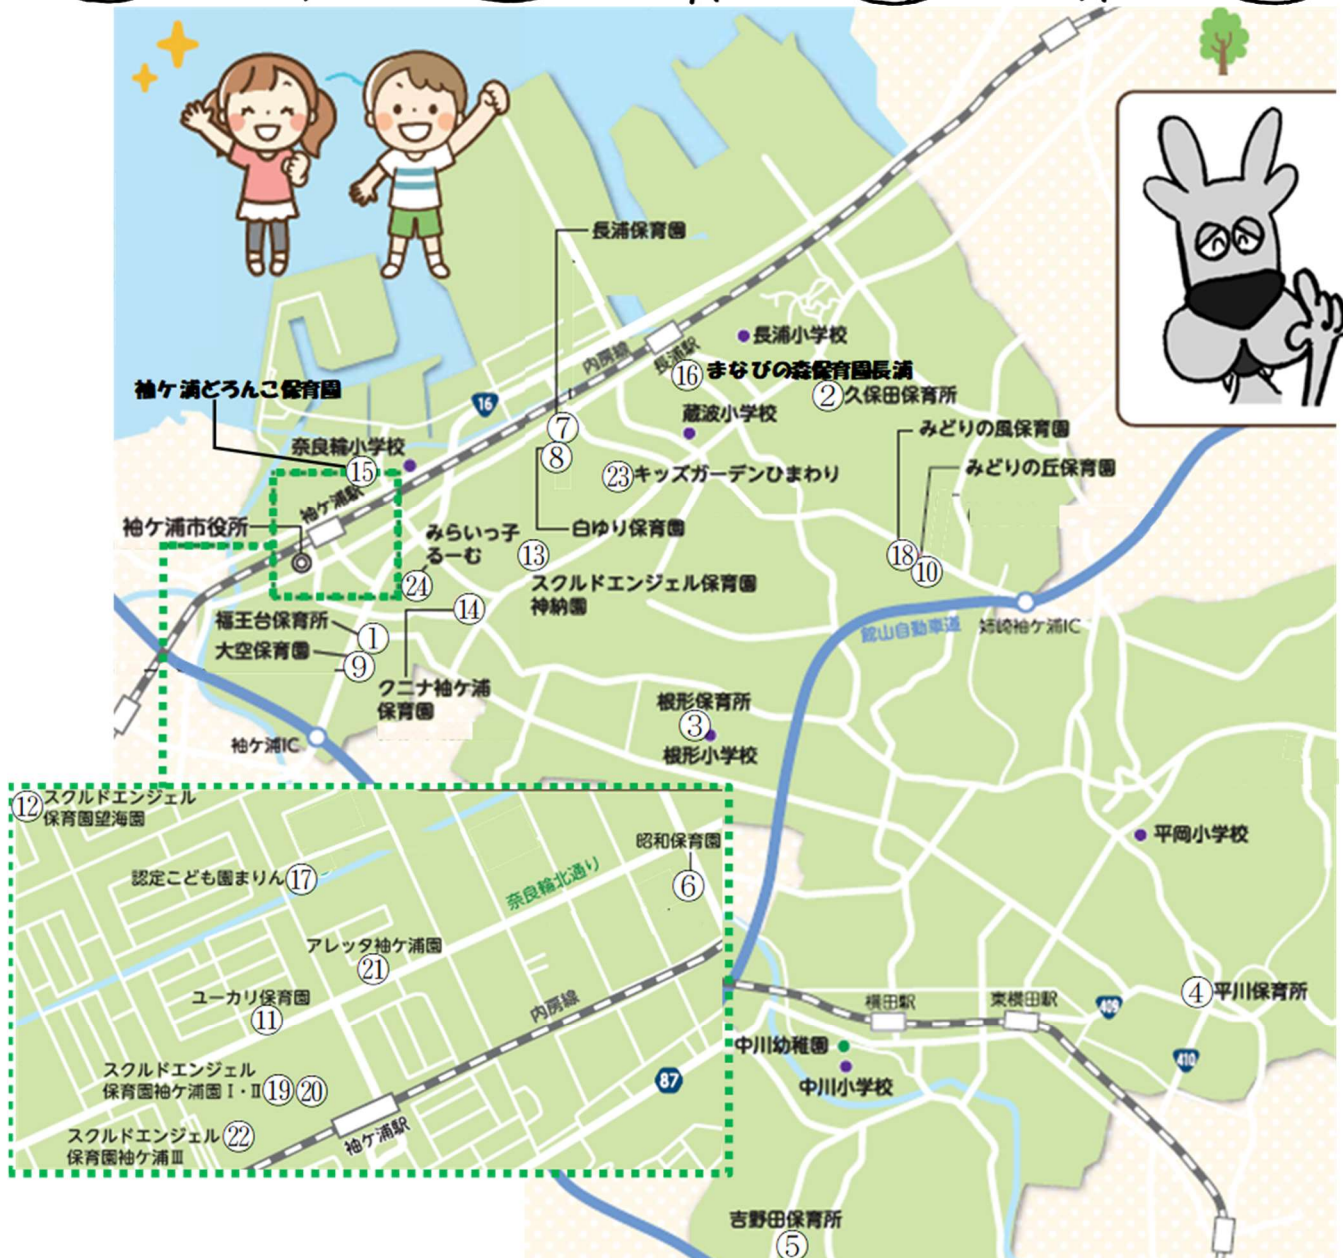 長浦保育園
長浦小学校
内房線
長浦駅
⑯ まなびの森保育園長浦
② 久保田保育所
袖ケ浦どろんこ保育園
16
蔵波小学校
⑦
⑧
みどりの風保育園
奈良輪小学校
⑮
㉓ キッズガーデンひまわり
みどりの丘保育園
袖ケ浦駅
袖ケ浦市役所
みらいっ子
るーむ
㉔
⑬
白ゆり保育園
⑱
⑩
スクルドエンジェル保育園
神納園
⑭
福王台保育所
①
大空保育園
⑨
館山自動車道
姉崎袖ケ浦IC
クニナ袖ケ浦
保育園
根形保育所
③
根形小学校
袖ケ浦IC
⑫ スクルドエンジェル
保育園望海園
昭和保育園
⑥
平岡小学校
認定こども園まりん ⑰
奈良輪北通り
アレッタ袖ケ浦園
㉑
ユーカリ保育園
⑪
内房線
横田駅
東横田駅
409
④ 平川保育所
中川幼稚園
中川小学校
410
スクルドエンジェル
保育園袖ケ浦園Ⅰ・Ⅱ ⑲ ⑳
87
スクルドエンジェル ㉒
保育園袖ケ浦Ⅲ
袖ケ浦駅
吉野田保育所
⑤